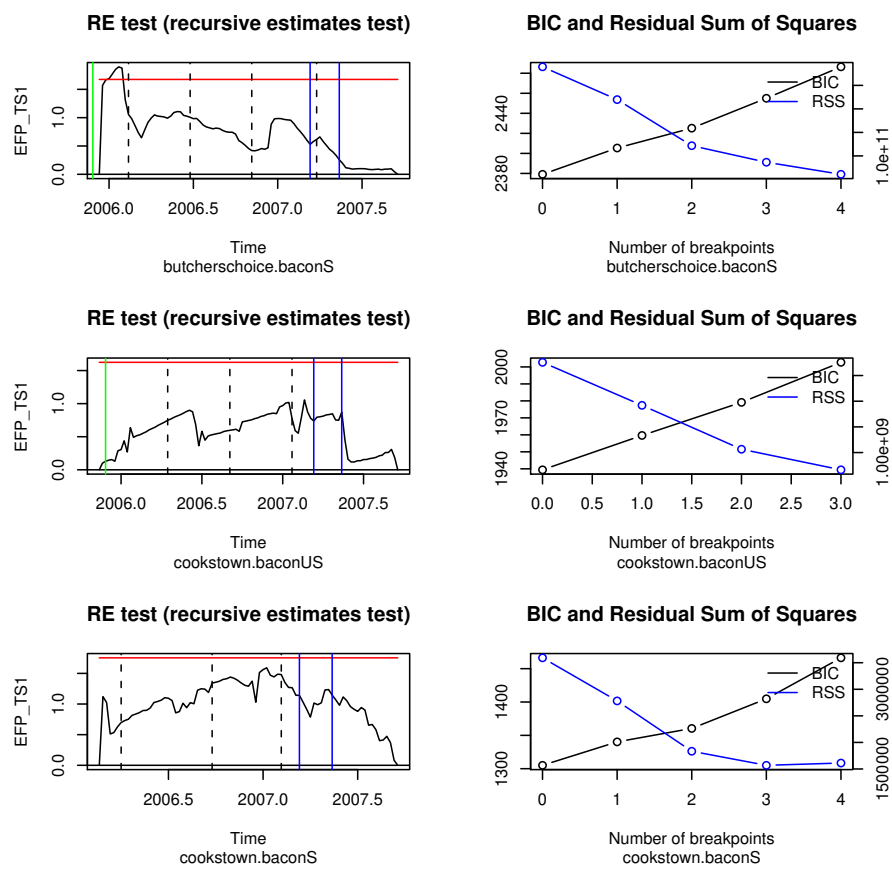 RE test (recursive estimates test)
EFP_TS1
0.0 1.0
2006.0 2006.5 2007.0 2007.5
Time
butcherschoice.baconS
BIC and Residual Sum of Squares
2380 2440
BIC
RSS
1.0e+11
0 1 2 3 4
Number of breakpoints
butcherschoice.baconS
RE test (recursive estimates test)
EFP_TS1
0.0 1.0
2006.0 2006.5 2007.0 2007.5
Time
cookstown.baconUS
BIC and Residual Sum of Squares
1940 1970 2000
BIC
RSS
1.00e+09
0.0 0.5 1.0 1.5 2.0 2.5 3.0
Number of breakpoints
cookstown.baconUS
RE test (recursive estimates test)
EFP_TS1
0.0 1.0
2006.5 2007.0 2007.5
Time
cookstown.baconS
BIC and Residual Sum of Squares
1300 1400
BIC
RSS
1500000 3000000
0 1 2 3 4
Number of breakpoints
cookstown.baconS